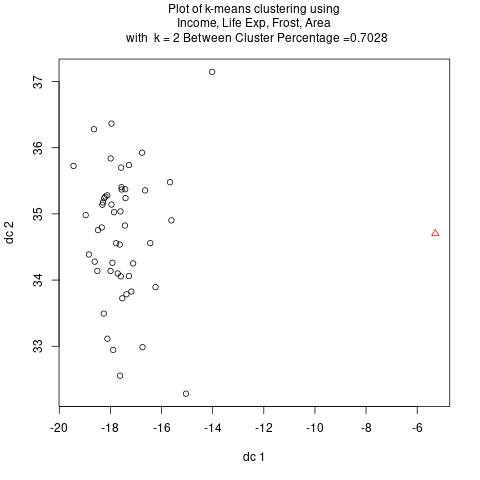 Plot of k-means clustering using
Income, Life Exp, Frost, Area
with  k = 2 Between Cluster Percentage =0.7028
37
36
35
34
33
dc 2
-20 -18 -16 -14 -12 -10 -8 -6
dc 1